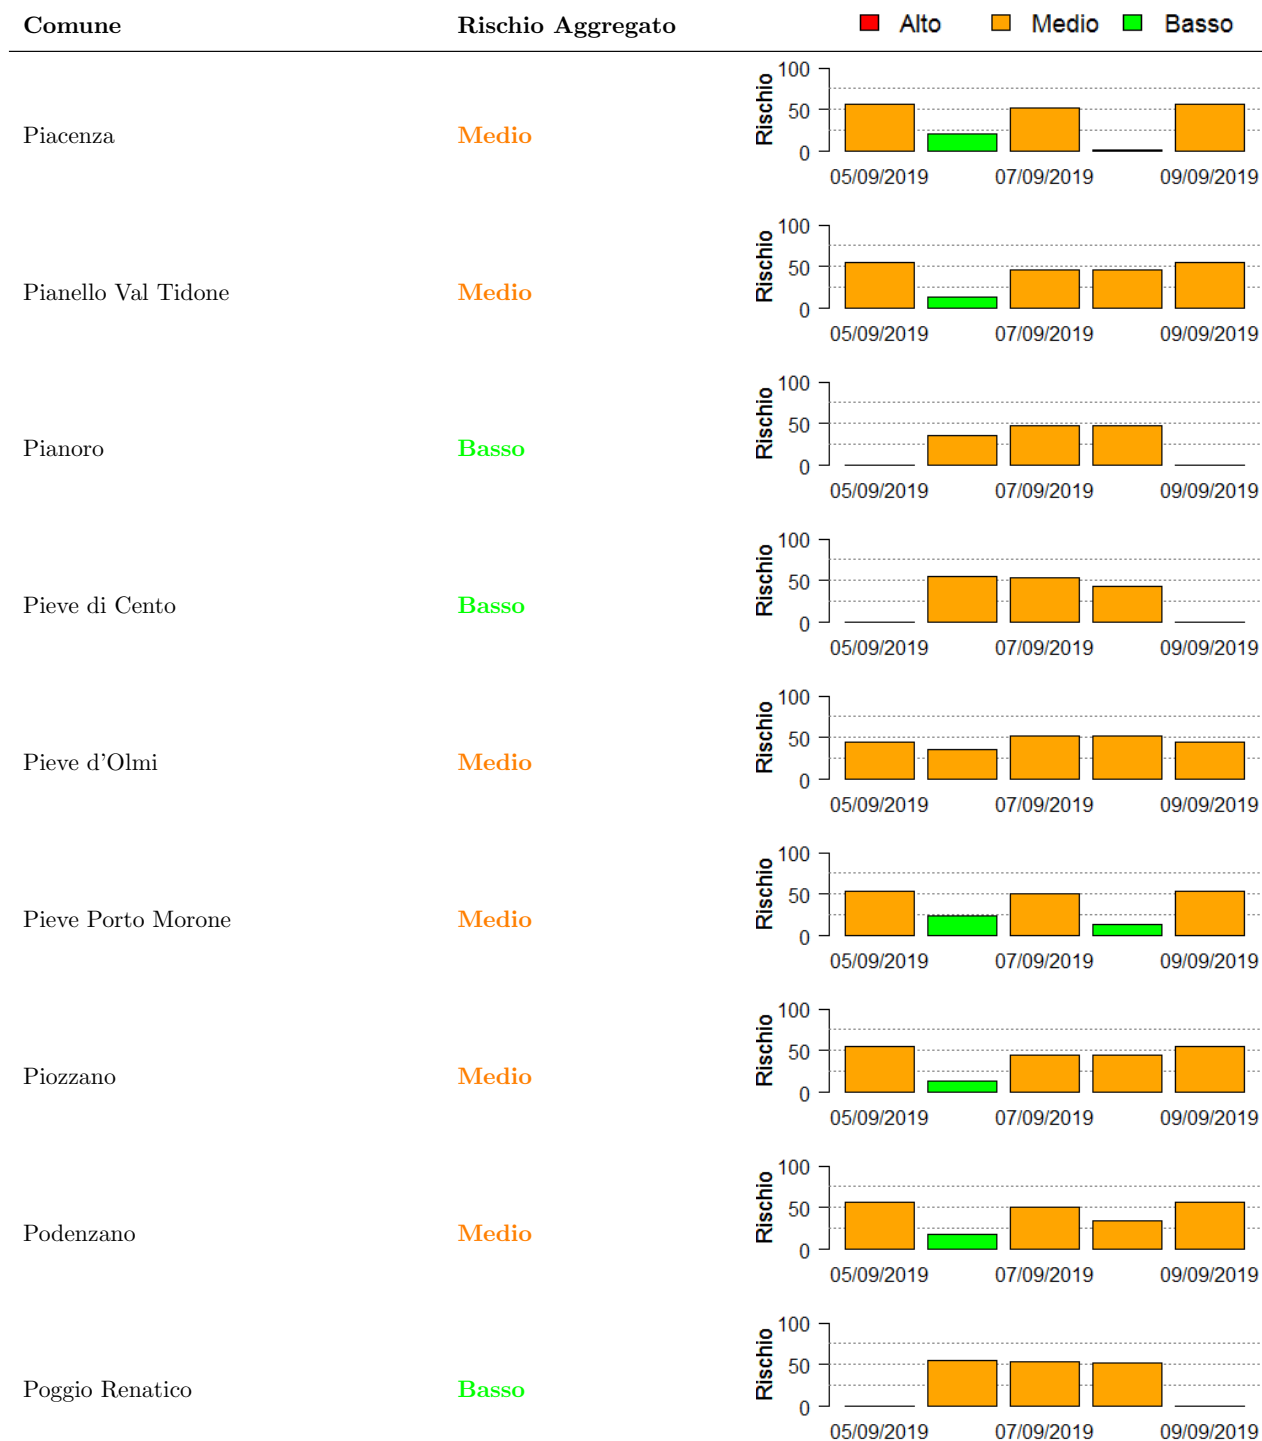 Comune Rischio Aggregato Alto Medio Basso
Piacenza Medio Rischio 100 50 0
05/09/2019 07/09/2019 09/09/2019
Pianello Val Tidone Medio Rischio 100 50 0
05/09/2019 07/09/2019 09/09/2019
Pianoro Basso Rischio 100 50 0
05/09/2019 07/09/2019 09/09/2019
Pieve di Cento Basso Rischio 100 50 0
05/09/2019 07/09/2019 09/09/2019
Pieve d'Olmi Medio Rischio 100 50 0
05/09/2019 07/09/2019 09/09/2019
Pieve Porto Morone Medio Rischio 100 50 0
05/09/2019 07/09/2019 09/09/2019
Piozzano Medio Rischio 100 50 0
05/09/2019 07/09/2019 09/09/2019
Podenzano Medio Rischio 100 50 0
05/09/2019 07/09/2019 09/09/2019
Poggio Renatico Basso Rischio 100 50 0
05/09/2019 07/09/2019 09/09/2019